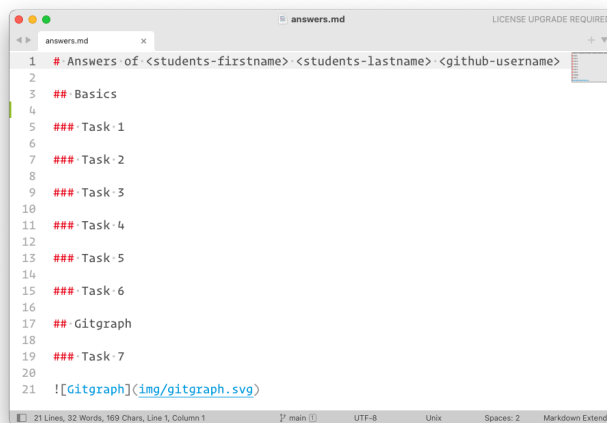 answers.md
LICENSE UPGRADE REQUIRED
answers.md
1 # Answers of <students-firstname> <students-lastname> <github-username>
2
3 ## Basics
4
5 ### Task 1
6
7 ### Task 2
8
9 ### Task 3
10
11 ### Task 4
12
13 ### Task 5
14
15 ### Task 6
16
17 ## Gitgraph
18
19 ### Task 7
20
21 ![Gitgraph](img/gitgraph.svg)
21 Lines, 32 Words, 169 Chars, Line 1, Column 1 main 1 UTF-8 Unix Spaces: 2 Markdown Extend